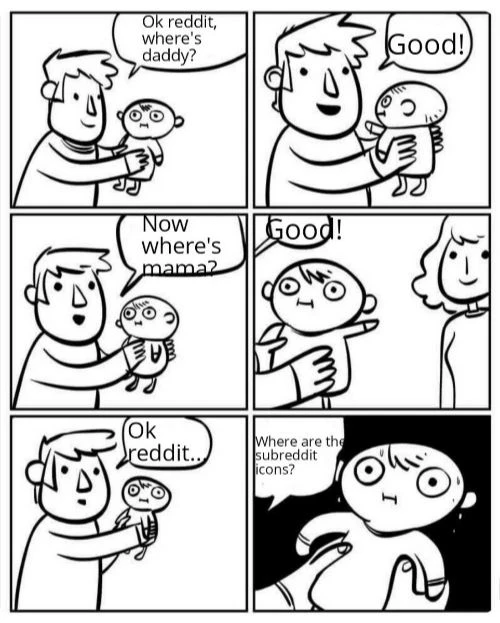 Ok reddit,
where's
daddy?
Good!
Now
where's
mama?
Good!
Ok
reddit..
Where are the
subreddit
icons?